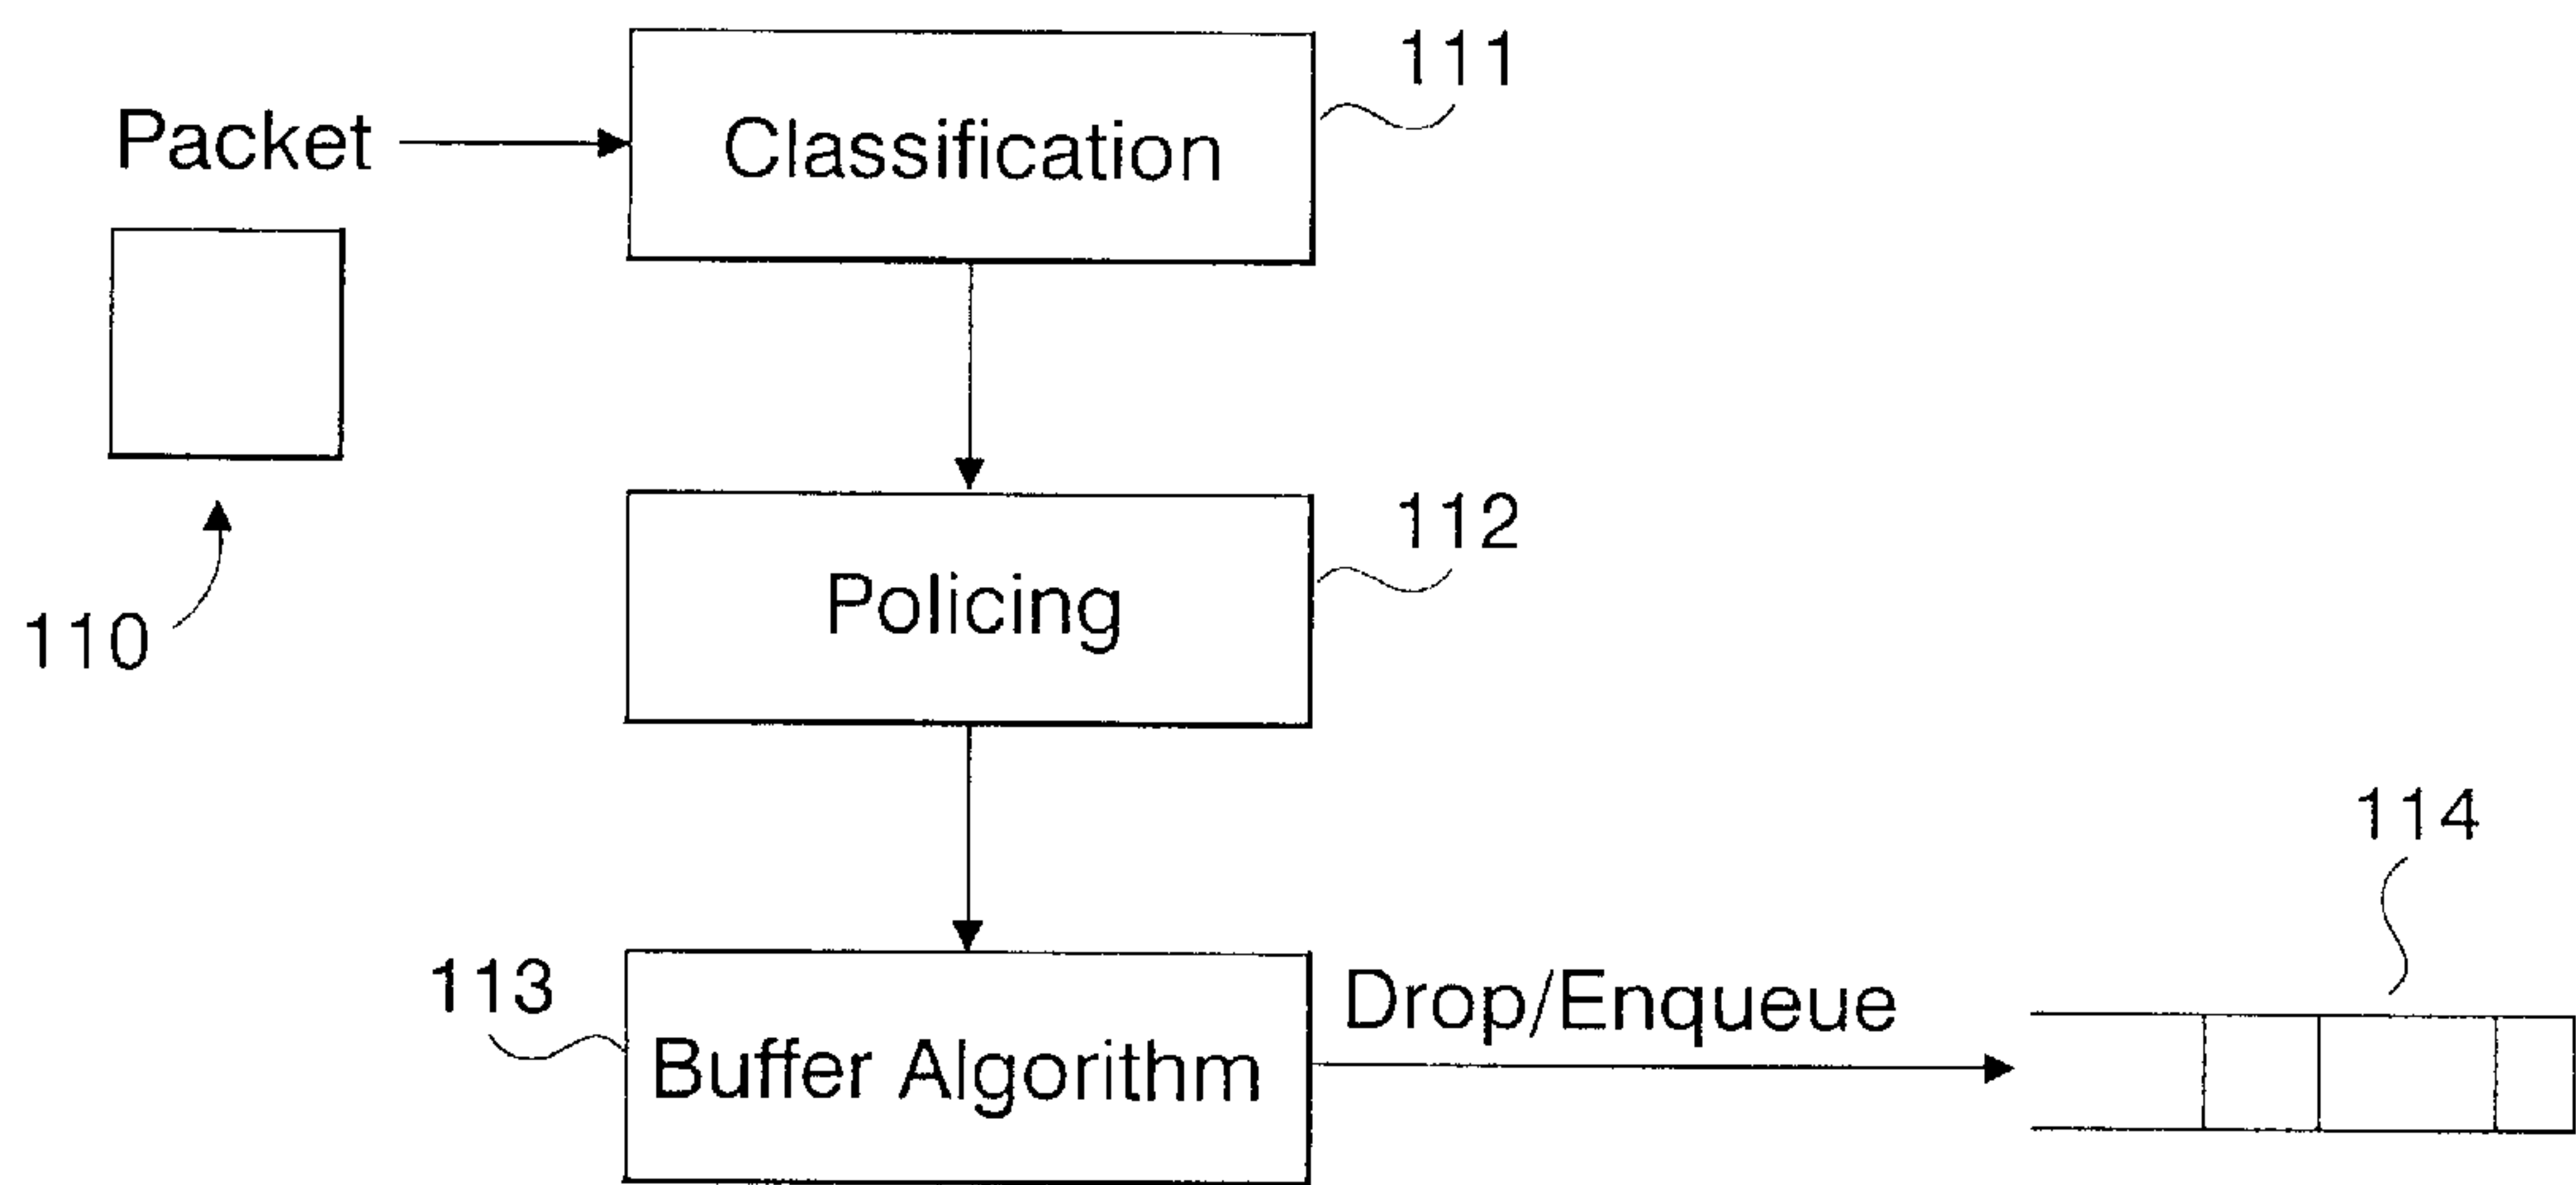 111
Packet
Classification
112
110
Policing
114
113
Drop/Enqueue
Buffer Algorithm